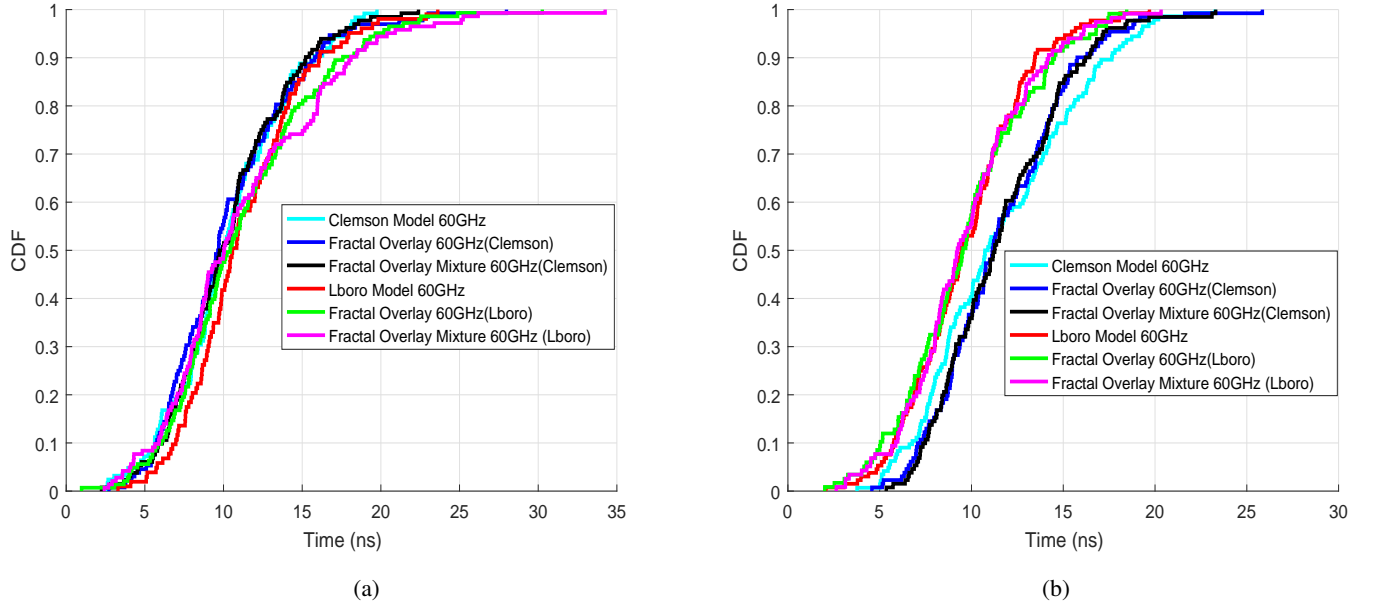 1
0.9
0.8
0.7
0.6
0.5
0.4
0.3
0.2
0.1
0
CDF
Clemson Model 60GHz
Fractal Overlay 60GHz(Clemson)
Fractal Overlay Mixture 60GHz(Clemson)
Lboro Model 60GHz
Fractal Overlay 60GHz(Lboro)
Fractal Overlay Mixture 60GHz (Lboro)
0 5 10 15 20 25 30 35
Time (ns)
(a)
1
0.9
0.8
0.7
0.6
0.5
0.4
0.3
0.2
0.1
0
CDF
Clemson Model 60GHz
Fractal Overlay 60GHz(Clemson)
Fractal Overlay Mixture 60GHz(Clemson)
Lboro Model 60GHz
Fractal Overlay 60GHz(Lboro)
Fractal Overlay Mixture 60GHz (Lboro)
0 5 10 15 20 25 30
Time (ns)
(b)